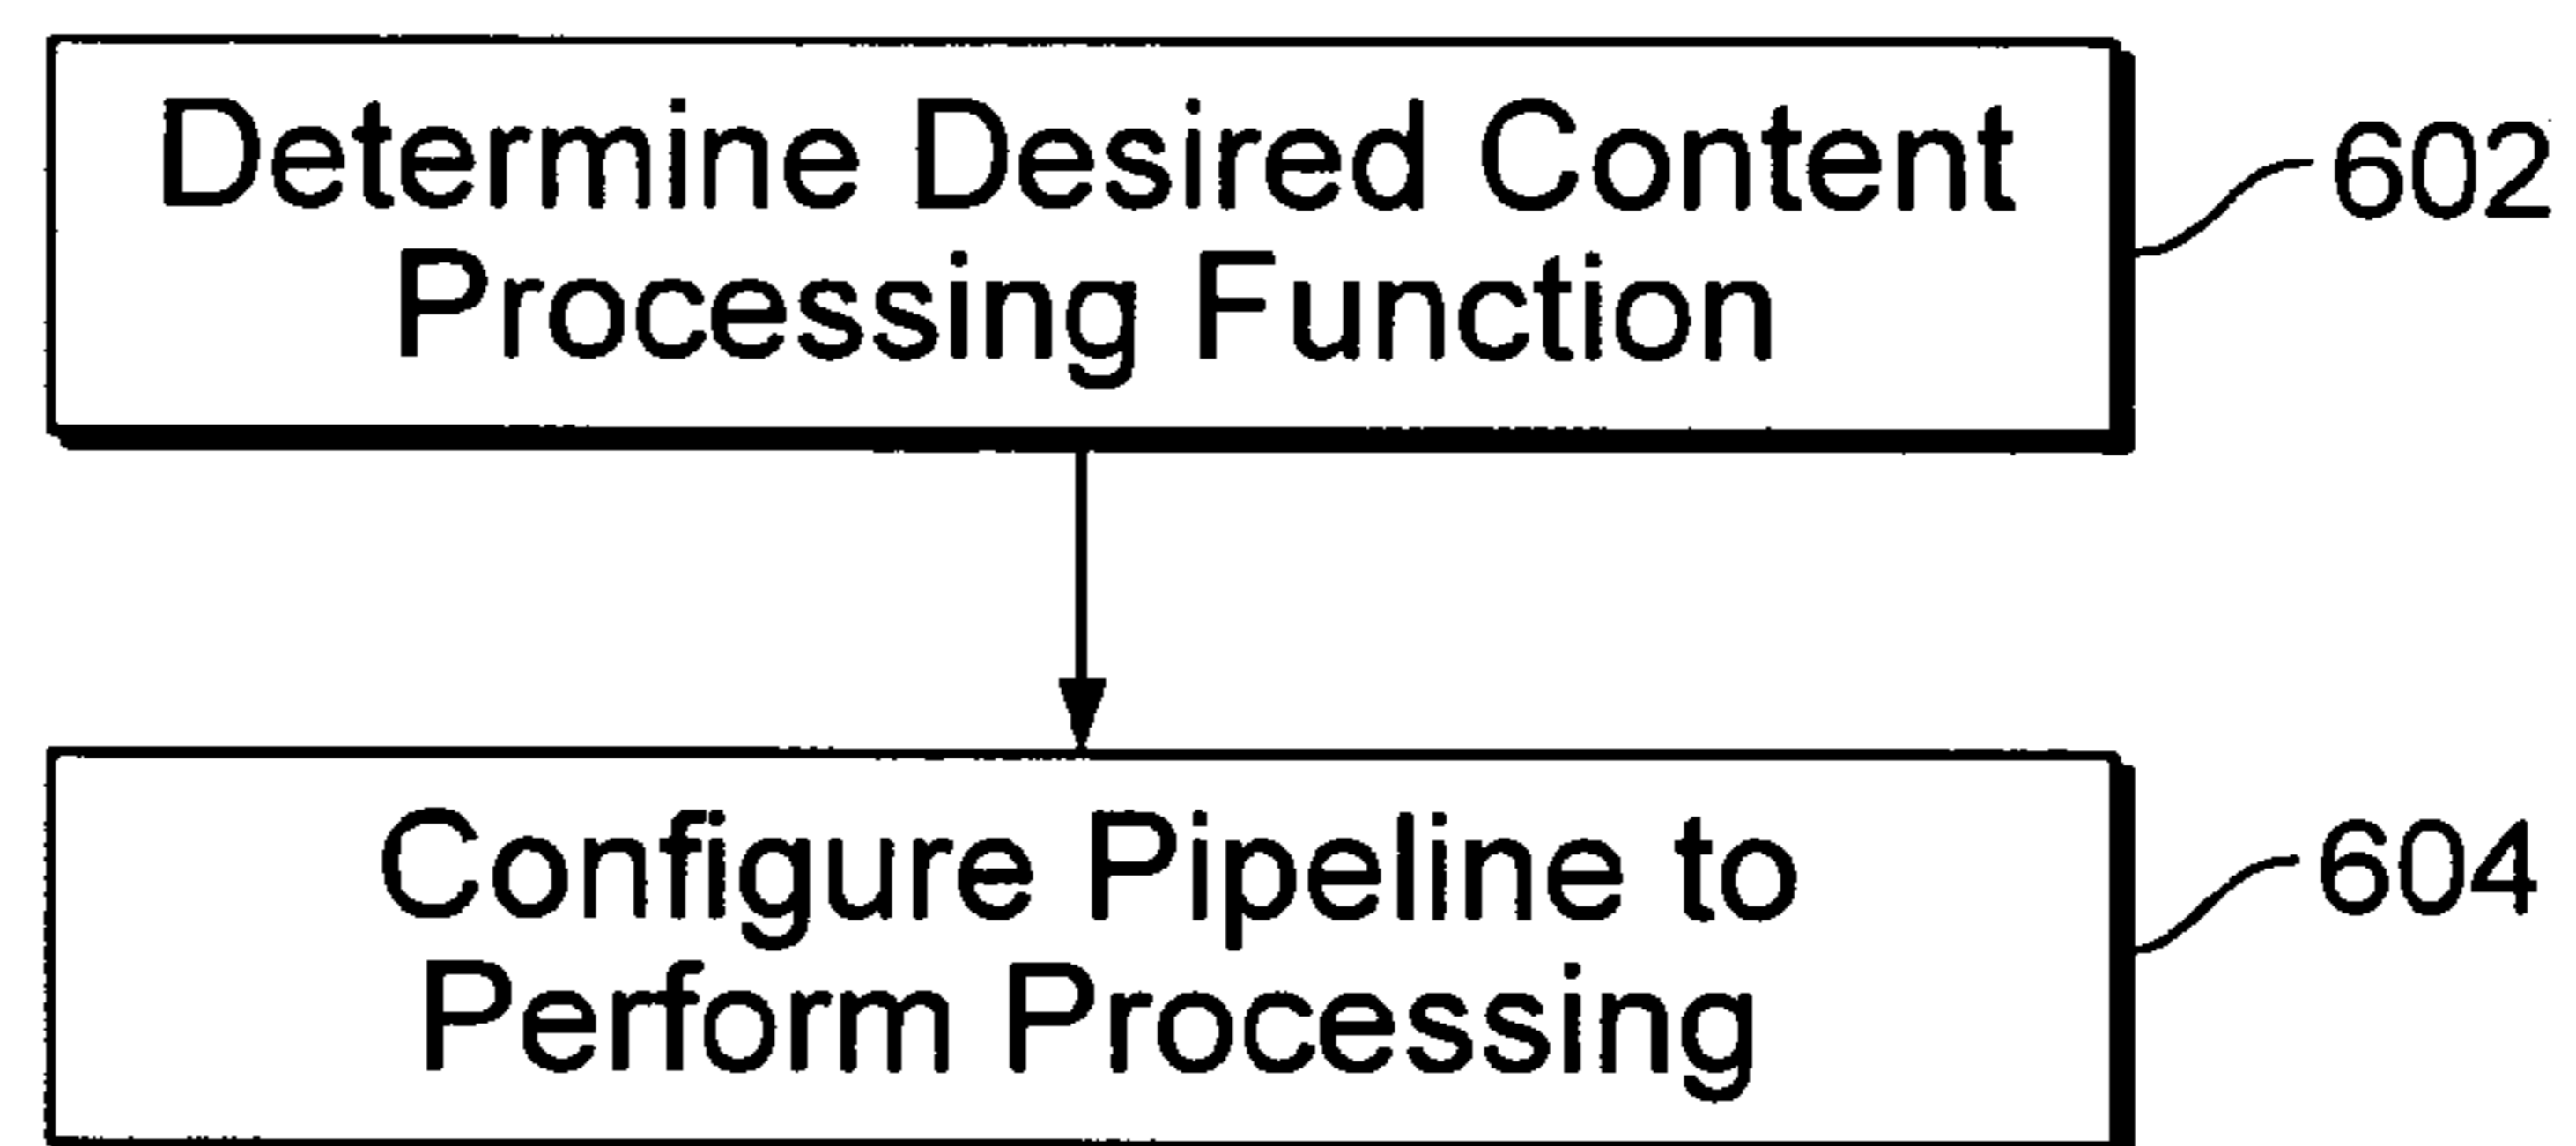 Determine Desired Content
Processing Function
602
Configure Pipeline to
Perform Processing
604